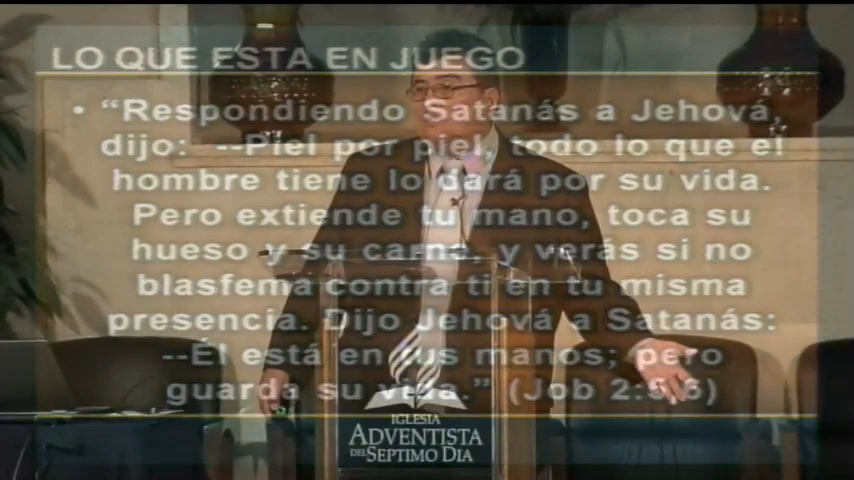 LO QUE ESTA EN JUEGO
• “Respondiendo Satanás a Jehová,
dijo: --Piel por piel, todo lo que el
hombre tiene lo dará por su vida.
Pero extiende tu mano, toca su
hueso y su carne, y verás si no
blasfema contra ti en tu misma
presencia. Dijo Jehová a Satanás:
--Él está en tus manos; pero
guarda su vida.” (Job 2:
IGLESIA
ADVENTISTA
DEL SEPTIMO DIA